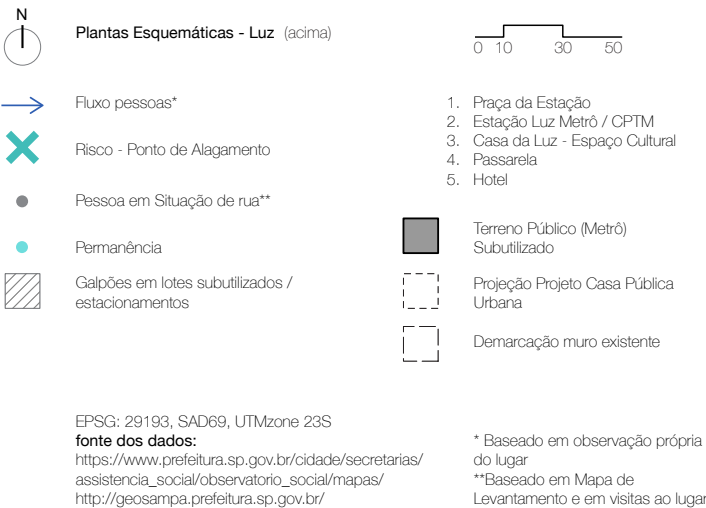 N
Plantas Esquemáticas - Luz (acima)
0 10 30 50
Fluxo pessoas*
Risco - Ponto de Alagamento
Pessoa em Situação de rua**
Permanência
Galpões em lotes subutilizados /
estacionamentos
1. Praça da Estação
2. Estação Luz Metrô / CPTM
3. Casa da Luz - Espaço Cultural
4. Passarela
5. Hotel
Terreno Público (Metrô)
Subutilizado
Projeção Projeto Casa Pública
Urbana
Demarcação muro existente
EPSG: 29193, SAD69, UTMzone 23S
fonte dos dados:
https://www.prefeitura.sp.gov.br/cidade/secretarias/
assistencia_social/observatorio_social/mapas/
http://geosampa.prefeitura.sp.gov.br/
* Baseado em observação própria
do lugar
**Baseado em Mapa de
Levantamento e em visitas ao lugar